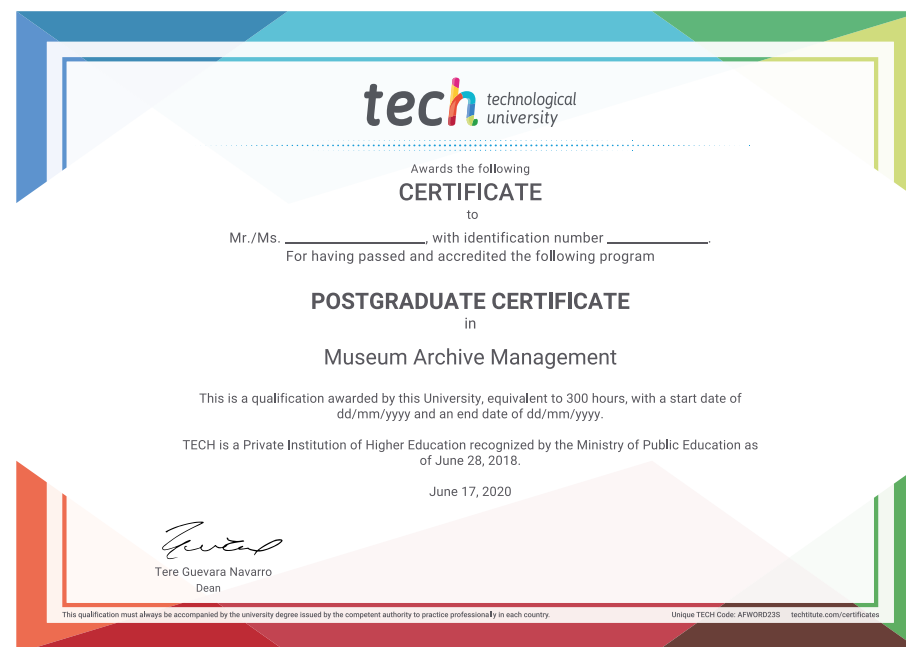 tech technological
university
Awards the following
CERTIFICATE
to
Mr./Ms. ____________________, with identification number ______________.
For having passed and accredited the following program
POSTGRADUATE CERTIFICATE
in
Museum Archive Management
This is a qualification awarded by this University, equivalent to 300 hours, with a start date of
dd/mm/yyyy and an end date of dd/mm/yyyy.
TECH is a Private Institution of Higher Education recognized by the Ministry of Public Education as
of June 28, 2018.
June 17, 2020
Tere Guevara Navarro
Dean
This qualification must always be accompanied by the university degree issued by the competent authority to practice professionally in each country. Unique TECH Code: AFWORD23S techtitute.com/certificates